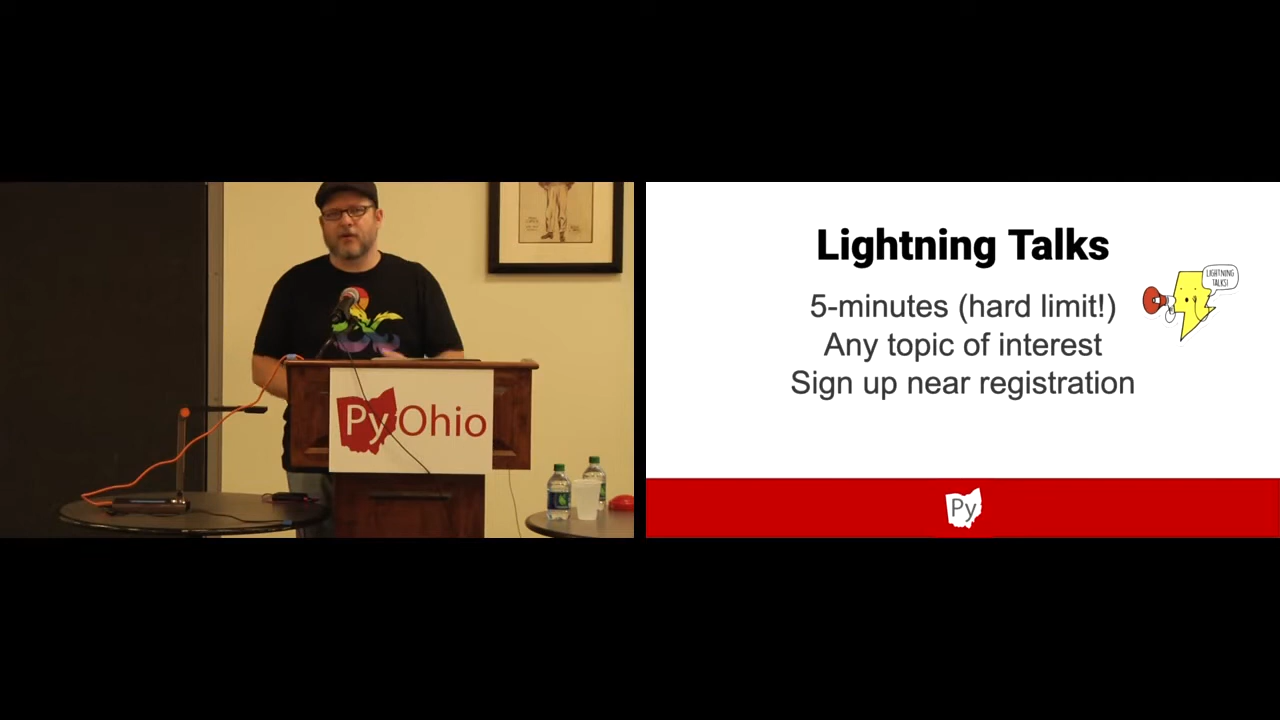 PyOhio
Lightning Talks
LIGHTNING
TALKS!
5-minutes (hard limit!)
Any topic of interest
Sign up near registration
Py